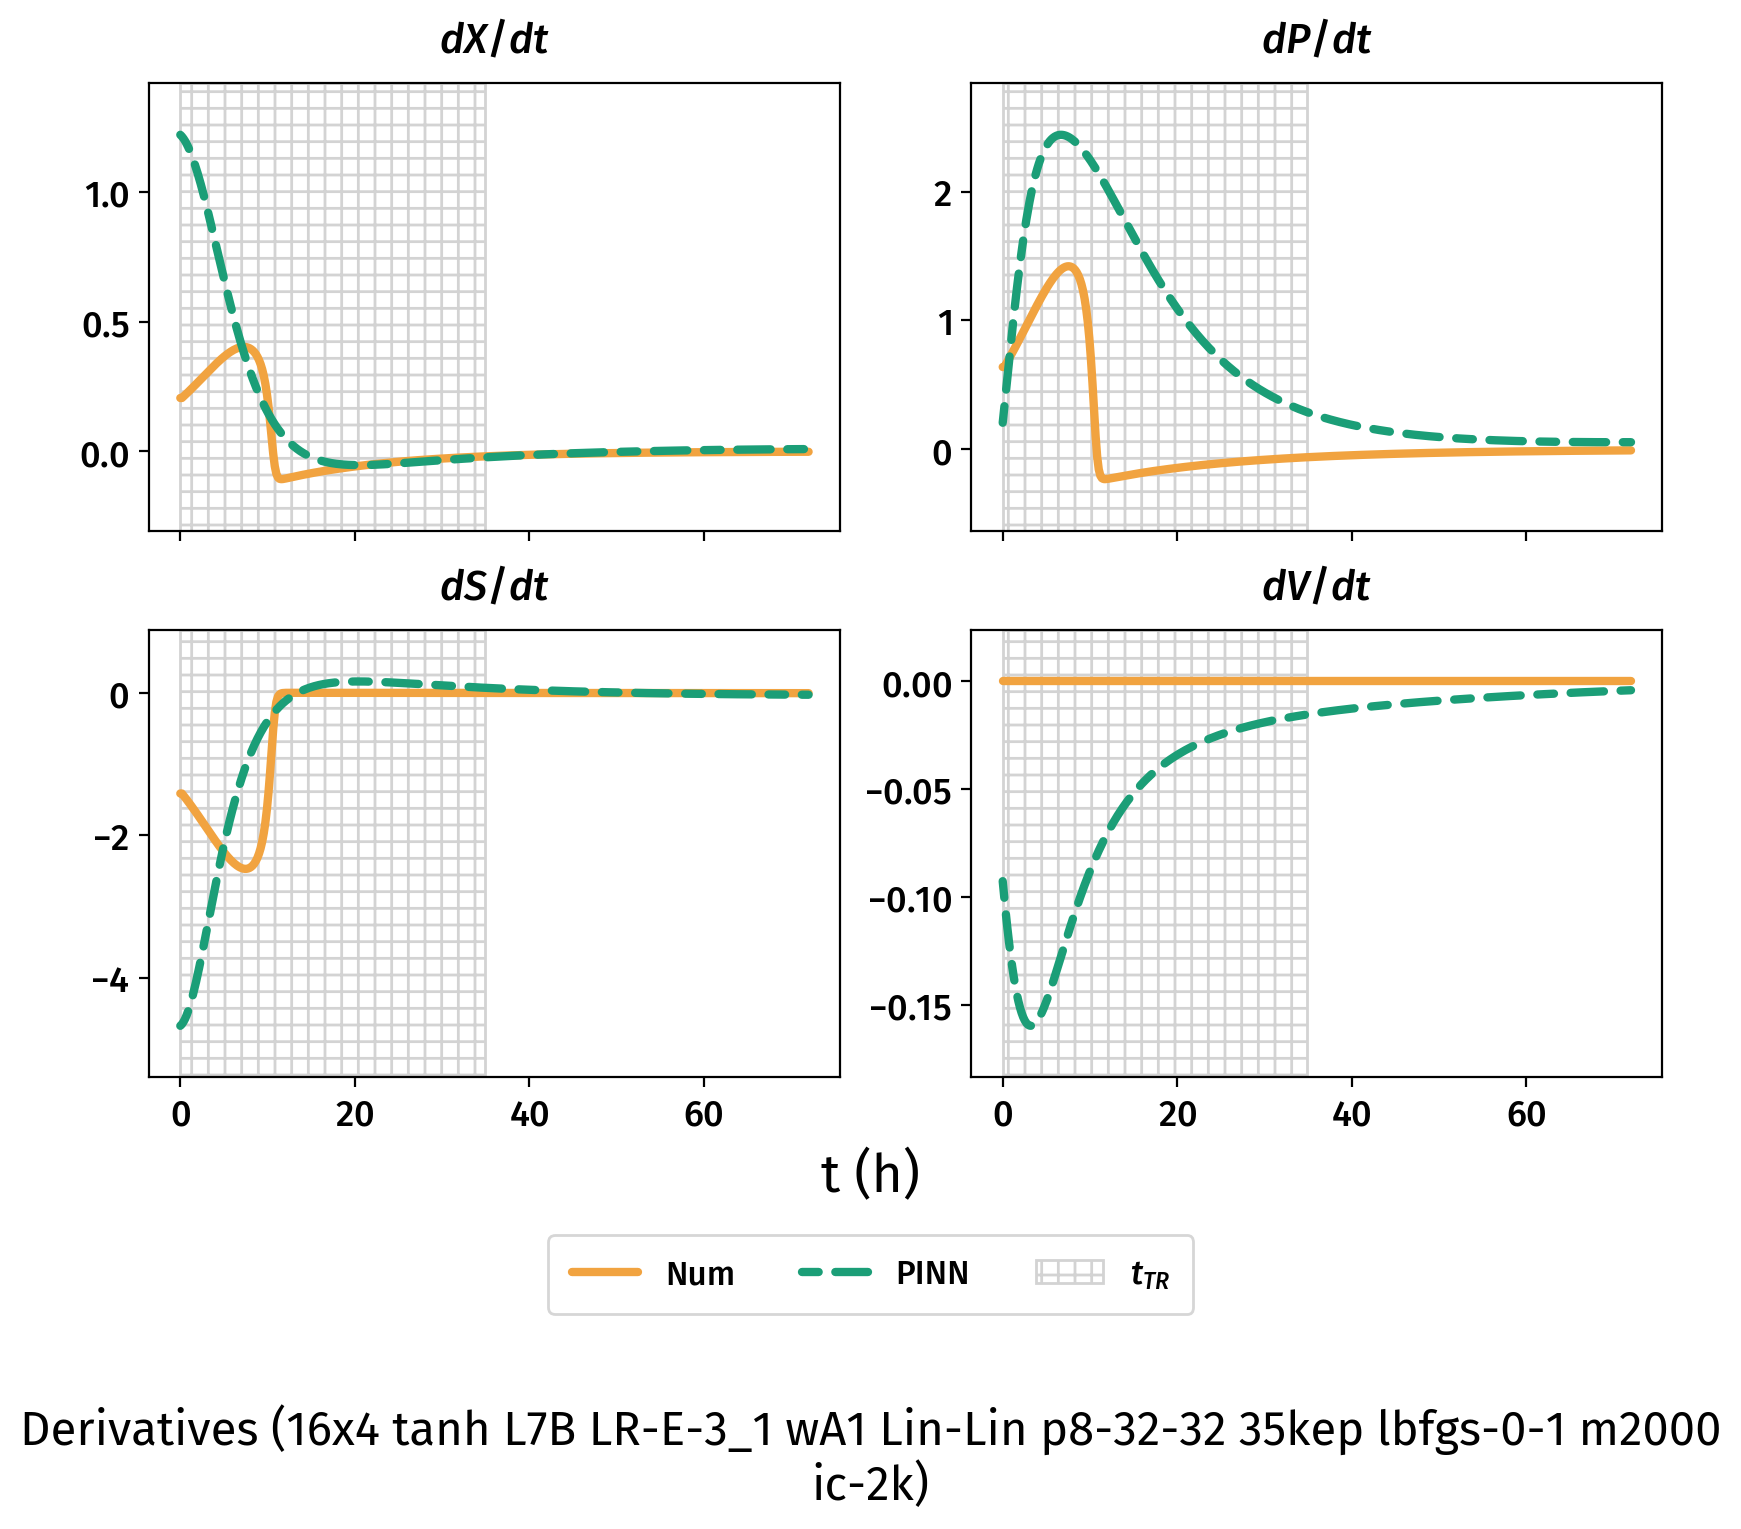 dX/dt
dP/dt
1.0
0.5
0.0
2
1
0
dS/dt
dV/dt
0
−2
−4
0.00
−0.05
−0.10
−0.15
0 20 40 60
0 20 40 60
t (h)
Num PINN tTR
Derivatives (16x4 tanh L7B LR-E-3_1 wA1 Lin-Lin p8-32-32 35kep lbfgs-0-1 m2000
ic-2k)